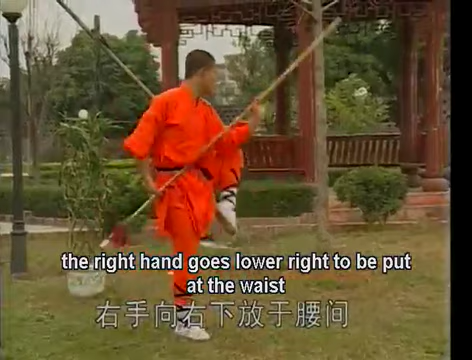 the right hand goes lower right to be put
at the waist
右手向右下放于腰间